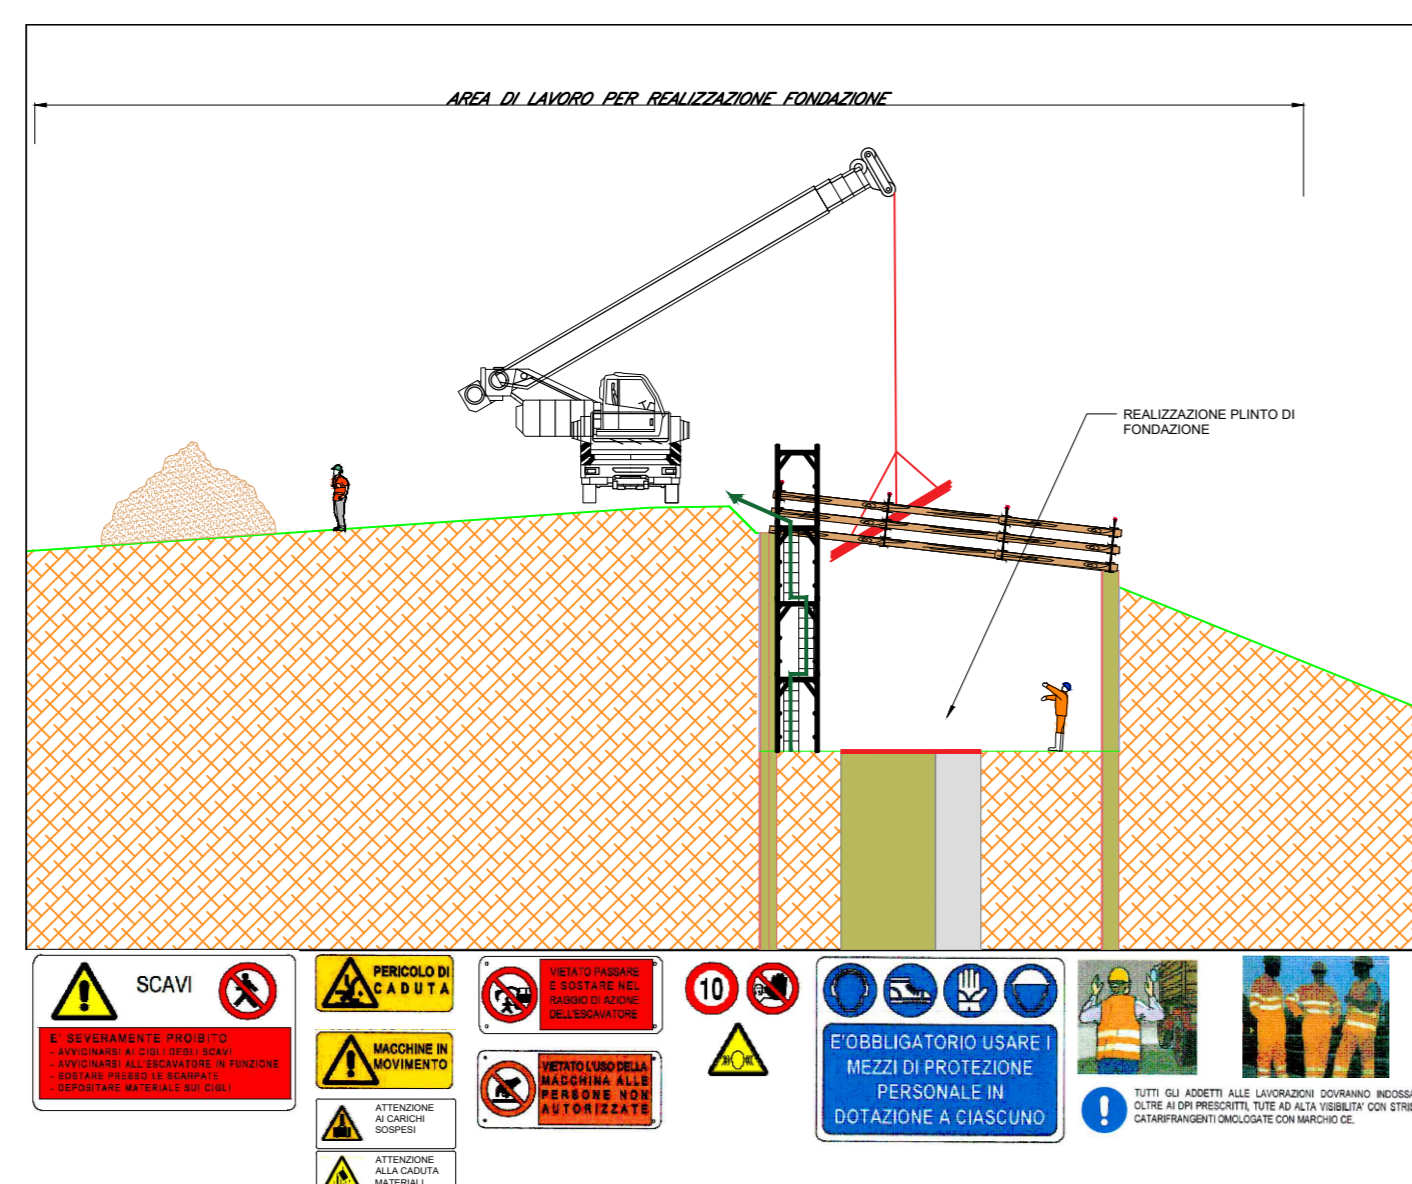 AREA DI LAVORO PER REALIZZAZIONE FONDAZIONE
REALIZZAZIONE PLINTO DI
FONDAZIONE
SCAVI
E' SEVERAMENTE PROIBITO
- AVVICINARSI AI CIGLI DEGLI SCAVI
- AVVICINARSI ALL'ESCAVATORE IN FUNZIONE
- SOSTARE PRESSO LE SCARPATE
- DEPOSITARE MATERIALE SUI CIGLI
PERICOLO DI
CADUTA
MACCHINE IN
MOVIMENTO
ATTENZIONE
AI CARICHI
SOSPESI
ATTENZIONE
ALLA CADUTA
MATERIALI
VIETATO PASSARE
E SOSTARE NEL
RAGGIO DI AZIONE
DELL'ESCAVATORE
VIETATO L'USO DELLA
MACCHINA ALLE
PERSONE NON
AUTORIZZATE
10
E'OBBLIGATORIO USARE I
MEZZI DI PROTEZIONE
PERSONALE IN
DOTAZIONE A CIASCUNO
TUTTI GLI ADDETTI ALLE LAVORAZIONI DOVRANNO INDOSSA
OLTRE AI DPI PRESCRITTI, TUTE AD ALTA VISIBILITA' CON STRIS
CATARIFRANGENTI OMOLOGATE CON MARCHIO CE.